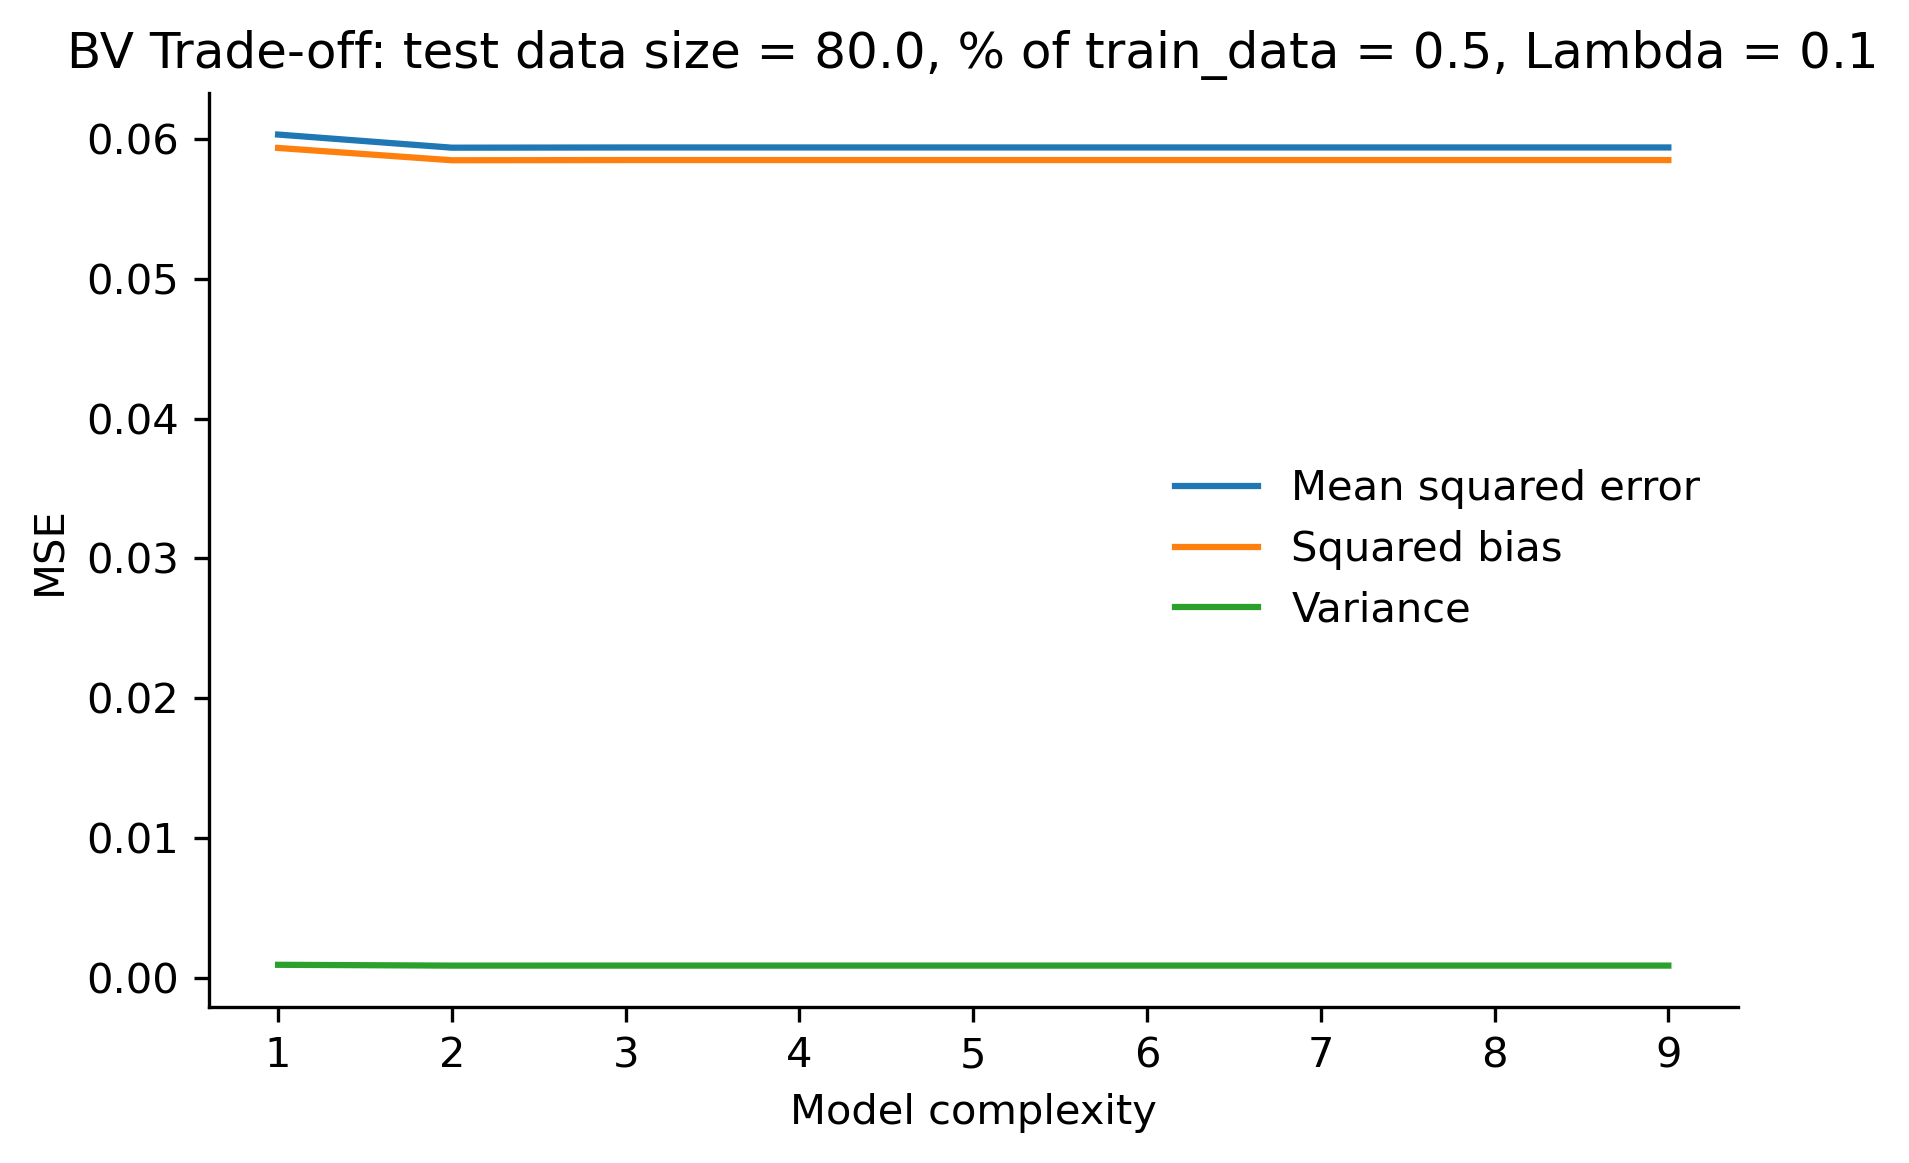 BV Trade-off: test data size = 80.0, % of train_data = 0.5, Lambda = 0.1
0.06
0.05
0.04
0.03
0.02
0.01
0.00
MSE
Mean squared error
Squared bias
Variance
1 2 3 4 5 6 7 8 9
Model complexity